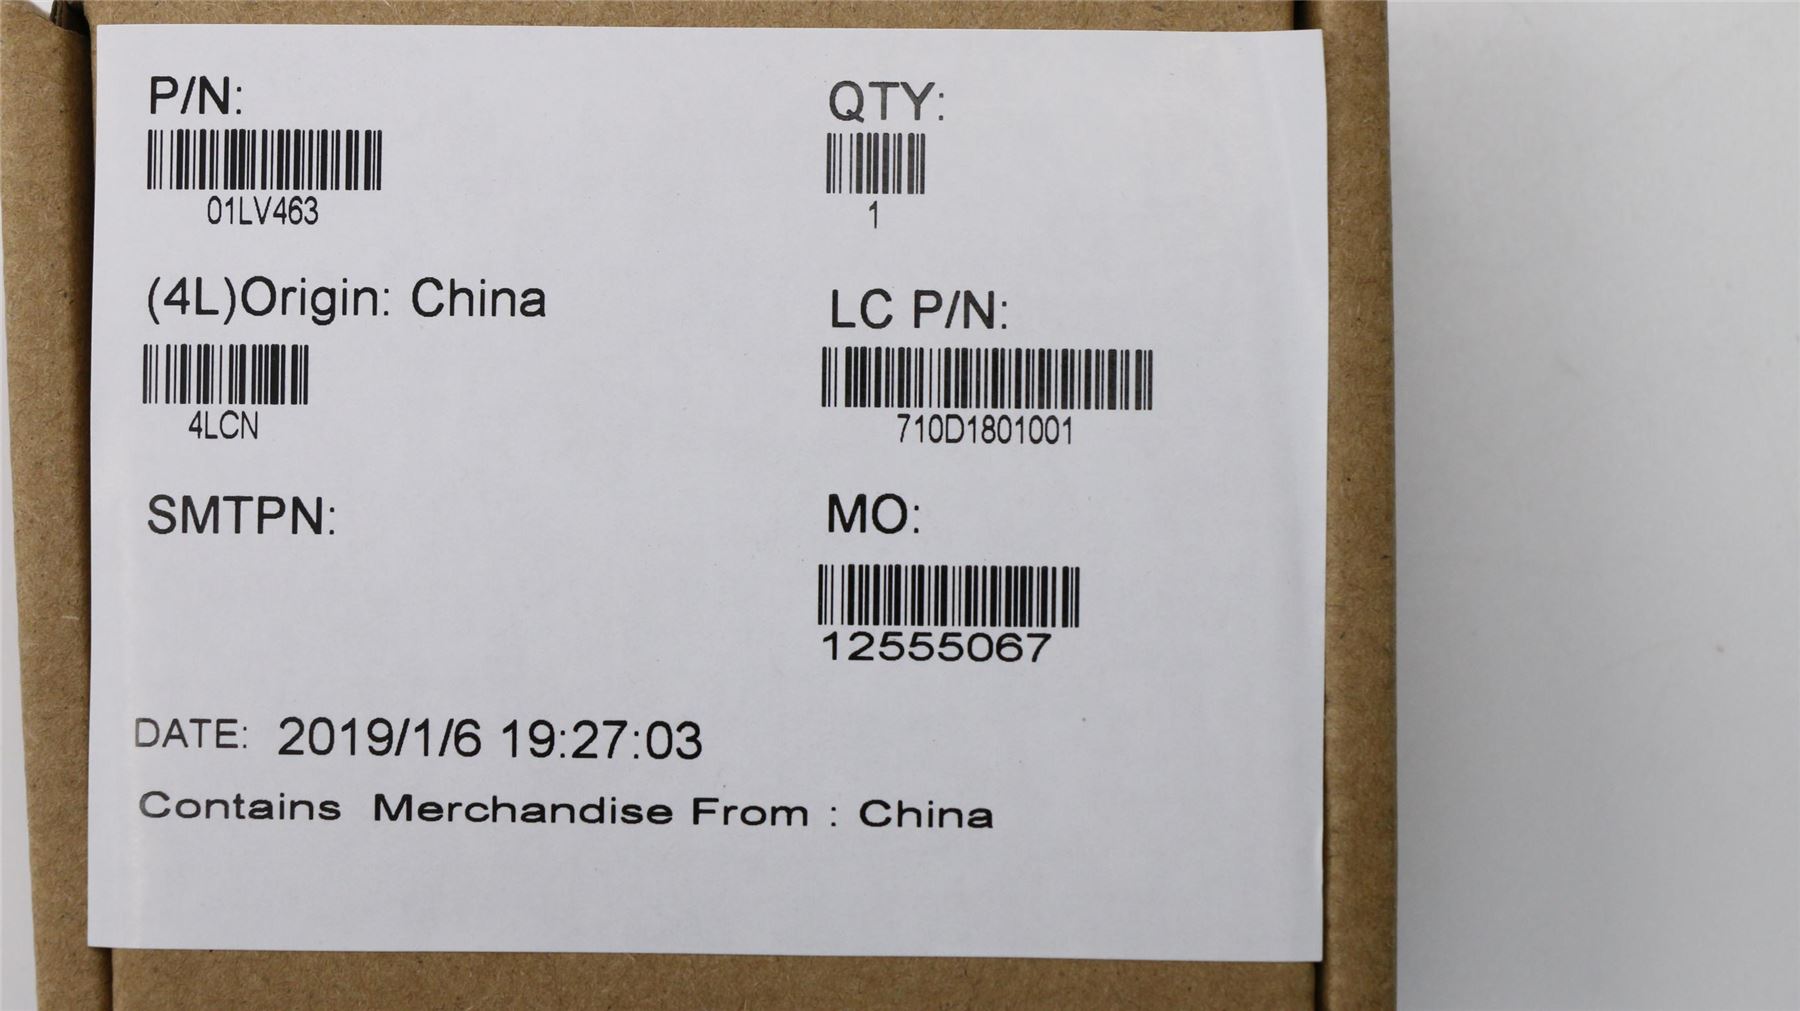 P/N:
01LV463
QTY:
1
(4L)Origin: China
4LCN
LC P/N:
710D1801001
SMTPN:
MO:
12555067
DATE: 2019/1/6 19:27:03
Contains Merchandise From : China